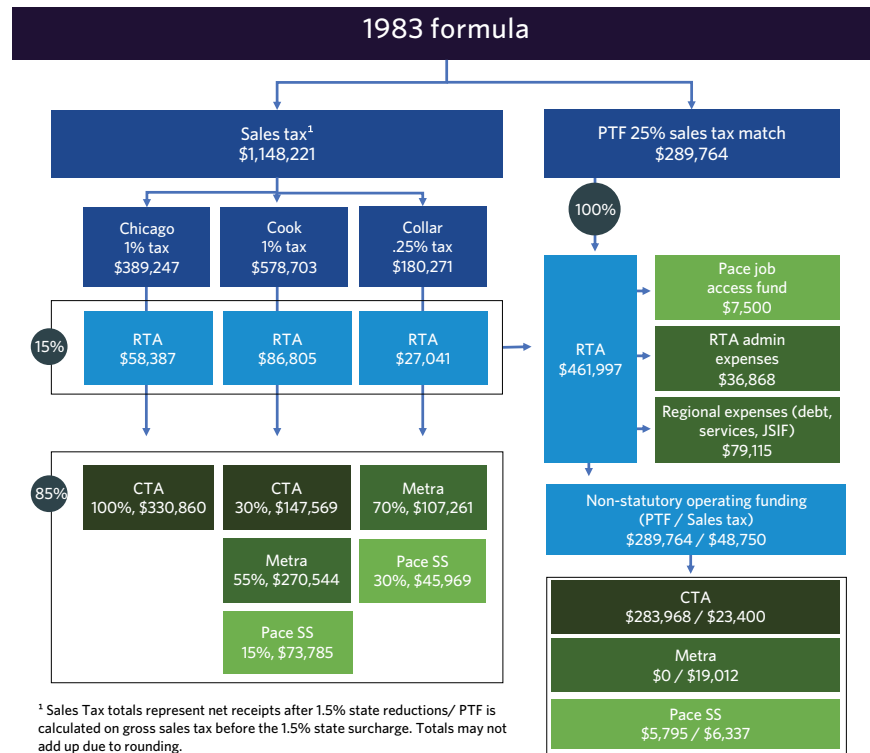 1983 formula
Sales tax¹
$1,148,221
PTF 25% sales tax match
$289,764
100%
Chicago
1% tax
$389,247
Cook
1% tax
$578,703
Collar
.25% tax
$180,271
15%
RTA
$58,387
RTA
$86,805
RTA
$27,041
RTA
$461,997
Pace job
access fund
$7,500
RTA admin
expenses
$36,868
Regional expenses (debt,
services, JSIF)
$79,115
85%
CTA
100%, $330,860
CTA
30%, $147,569
Metra
70%, $107,261
Metra
55%, $270,544
Pace SS
30%, $45,969
Pace SS
15%, $73,785
Non-statutory operating funding
(PTF / Sales tax)
$289,764 / $48,750
CTA
$283,968 / $23,400
Metra
$0 / $19,012
Pace SS
$5,795 / $6,337
¹ Sales Tax totals represent net receipts after 1.5% state reductions/ PTF is
calculated on gross sales tax before the 1.5% state surcharge. Totals may not
add up due to rounding.